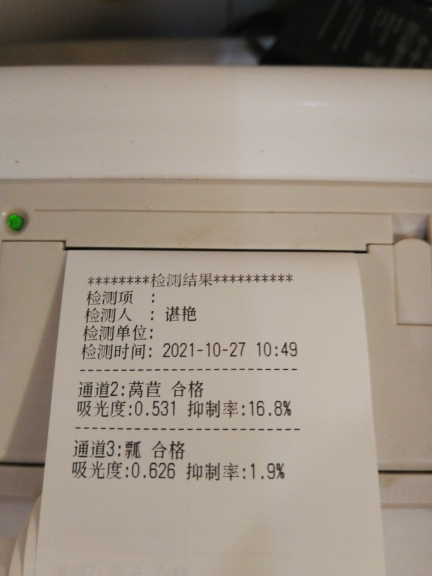 ********检测结果**********
检测项 :
检测人 : 谌艳
检测单位:
检测时间: 2021-10-27 10:49
---------------------------
通道2:莴苣 合格
吸光度:0.531 抑制率:16.8%
---------------------------
通道3:瓢 合格
吸光度:0.626 抑制率:1.9%